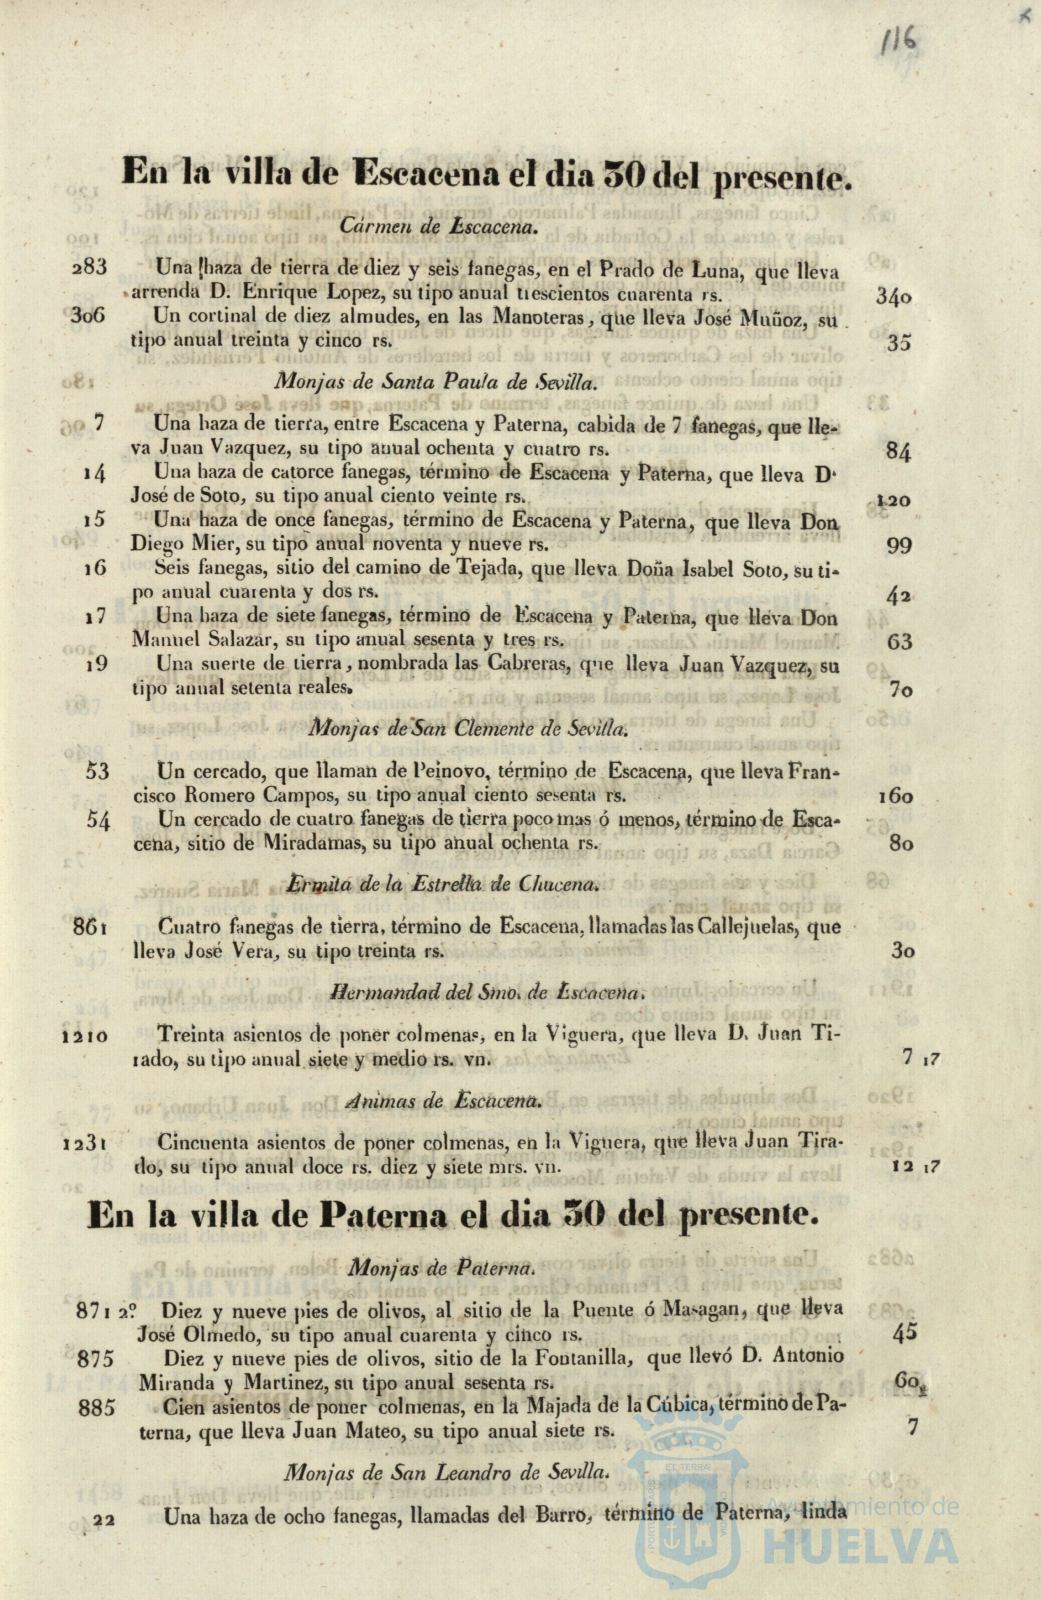 116
En la villa de Escacena el dia 30 del presente.
Cármen de Escacena.
283 Una haza de tierra de diez y seis fanegas, en el Prado de Luna, que lleva
arrenda D. Enrique Lopez, su tipo anual trescientos cuarenta rs. 340
306 Un cortinal de diez almudes, en las Manoteras, que lleva José Muñoz, su
tipo anual treinta y cinco rs. 35
Monjas de Santa Paula de Sevilla.
7 Una haza de tierra, entre Escacena y Paterna, cabida de 7 fanegas, que lle-
va Juan Vazquez, su tipo anual ochenta y cuatro rs. 84
14 Una haza de catorce fanegas, término de Escacena y Paterna, que lleva D.
José de Soto, su tipo anual ciento veinte rs. 120
15 Una haza de once fanegas, término de Escacena y Paterna, que lleva Don
Diego Mier, su tipo anual noventa y nueve rs. 99
16 Seis fanegas, sitio del camino de Tejada, que lleva Doña Isabel Soto, su ti-
po anual cuarenta y dos rs. 42
17 Una haza de siete fanegas, término de Escacena y Paterna, que lleva Don
Manuel Salazar, su tipo anual sesenta y tres rs. 63
19 Una suerte de tierra, nombrada las Cabreras, que lleva Juan Vazquez, su
tipo anual setenta reales. 70
Monjas de San Clemente de Sevilla.
53 Un cercado, que llaman de Peinovo, término de Escacena, que lleva Fran-
cisco Romero Campos, su tipo anual ciento sesenta rs. 160
54 Un cercado de cuatro fanegas de tierra poco mas ó menos, término de Esca-
cena, sitio de Miradamas, su tipo anual ochenta rs. 80
Ermita de la Estrella de Chucena.
861 Cuatro fanegas de tierra, término de Escacena, llamadas las Callejuelas, que
lleva José Vera, su tipo treinta rs. 30
Hermandad del Smo. de Escacena.
1210 Treinta asientos de poner colmenas, en la Viguera, que lleva D. Juan Ti-
rado, su tipo anual siete y medio rs. vn. 7 17
Animas de Escacena.
1231 Cincuenta asientos de poner colmenas, en la Viguera, que lleva Juan Tira-
do, su tipo anual doce rs. diez y siete mrs. vn. 12 17
En la villa de Paterna el dia 30 del presente.
Monjas de Paterna.
871 2º Diez y nueve pies de olivos, al sitio de la Puente ó Masagan, que lleva
José Olmedo, su tipo anual cuarenta y cinco rs. 45
875 Diez y nueve pies de olivos, sitio de la Fontanilla, que llevó D. Antonio
Miranda y Martinez, su tipo anual sesenta rs. 60
885 Cien asientos de poner colmenas, en la Majada de la Cúbica, término de Pa-
terna, que lleva Juan Mateo, su tipo anual siete rs. 7
Monjas de San Leandro de Sevilla.
22 Una haza de ocho fanegas, llamadas del Barro, término de Paterna, linda
Ayuntamiento de
HUELVA